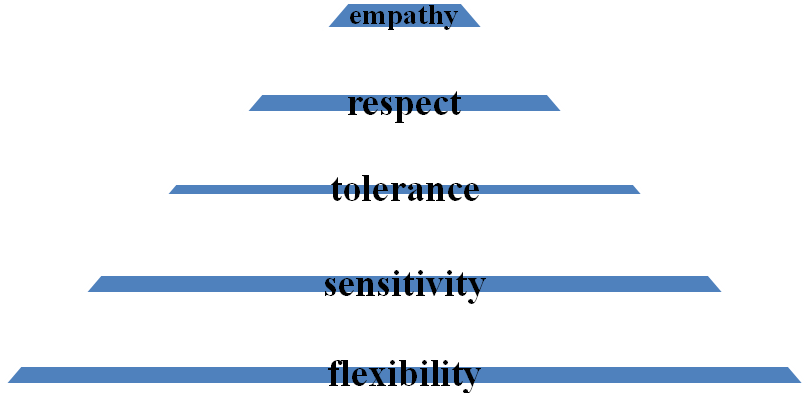 empathy
respect
tolerance
sensitivity
flexibility